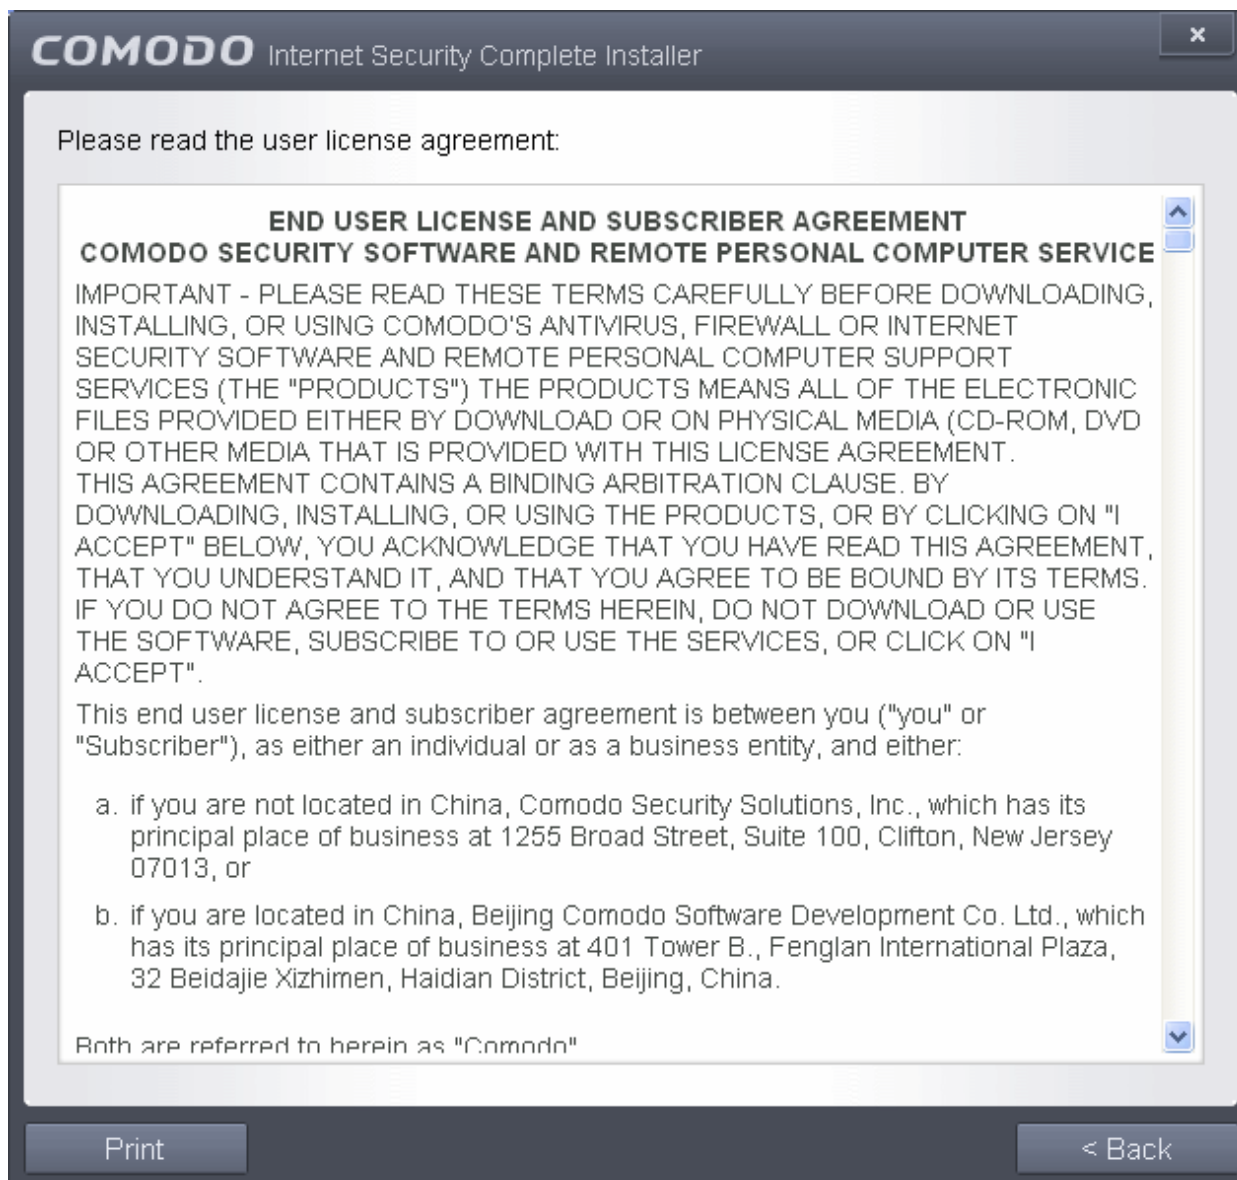 COMODO Internet Security Complete Installer
x
Please read the user license agreement:
END USER LICENSE AND SUBSCRIBER AGREEMENT
COMODO SECURITY SOFTWARE AND REMOTE PERSONAL COMPUTER SERVICE
IMPORTANT - PLEASE READ THESE TERMS CAREFULLY BEFORE DOWNLOADING,
INSTALLING, OR USING COMODO'S ANTIVIRUS, FIREWALL OR INTERNET
SECURITY SOFTWARE AND REMOTE PERSONAL COMPUTER SUPPORT
SERVICES (THE "PRODUCTS") THE PRODUCTS MEANS ALL OF THE ELECTRONIC
FILES PROVIDED EITHER BY DOWNLOAD OR ON PHYSICAL MEDIA (CD-ROM, DVD
OR OTHER MEDIA THAT IS PROVIDED WITH THIS LICENSE AGREEMENT.
THIS AGREEMENT CONTAINS A BINDING ARBITRATION CLAUSE. BY
DOWNLOADING, INSTALLING, OR USING THE PRODUCTS, OR BY CLICKING ON "I
ACCEPT" BELOW, YOU ACKNOWLEDGE THAT YOU HAVE READ THIS AGREEMENT,
THAT YOU UNDERSTAND IT, AND THAT YOU AGREE TO BE BOUND BY ITS TERMS.
IF YOU DO NOT AGREE TO THE TERMS HEREIN, DO NOT DOWNLOAD OR USE
THE SOFTWARE, SUBSCRIBE TO OR USE THE SERVICES, OR CLICK ON "I
ACCEPT".
This end user license and subscriber agreement is between you ("you" or
"Subscriber"), as either an individual or as a business entity, and either:
a. if you are not located in China, Comodo Security Solutions, Inc., which has its
principal place of business at 1255 Broad Street, Suite 100, Clifton, New Jersey
07013, or
b. if you are located in China, Beijing Comodo Software Development Co. Ltd., which
has its principal place of business at 401 Tower B., Fenglan International Plaza,
32 Beidajie Xizhimen, Haidian District, Beijing, China.
Both are referred to herein as "Comodo"
Print
< Back